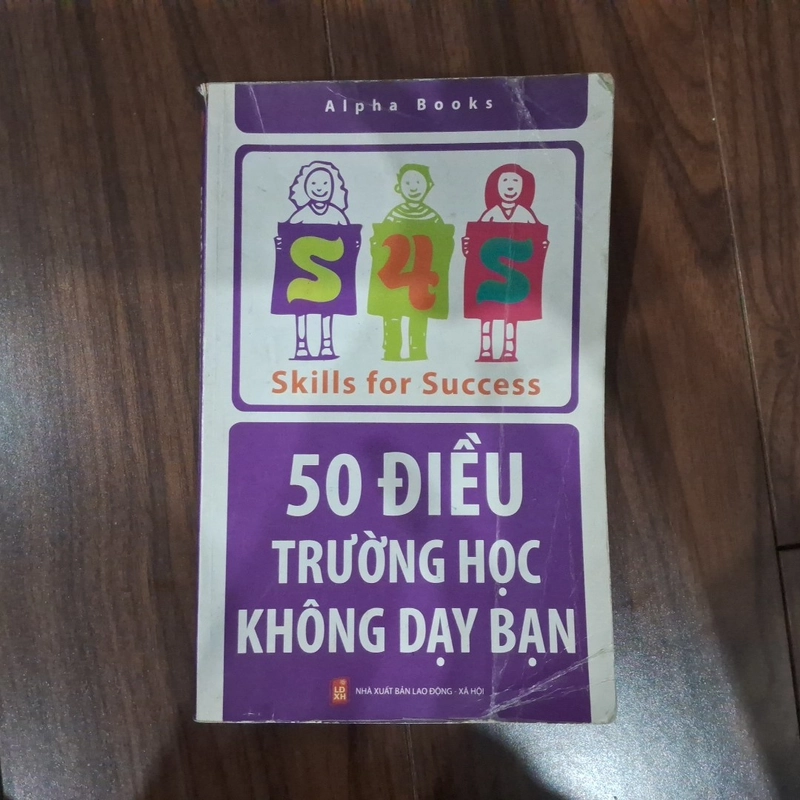 Alpha Books
S 4 S
Skills for Success
50 ĐIỀU
TRƯỜNG HỌC
KHÔNG DẠY BẠN
LĐ
XH
NHÀ XUẤT BẢN LAO ĐỘNG - XÃ HỘI